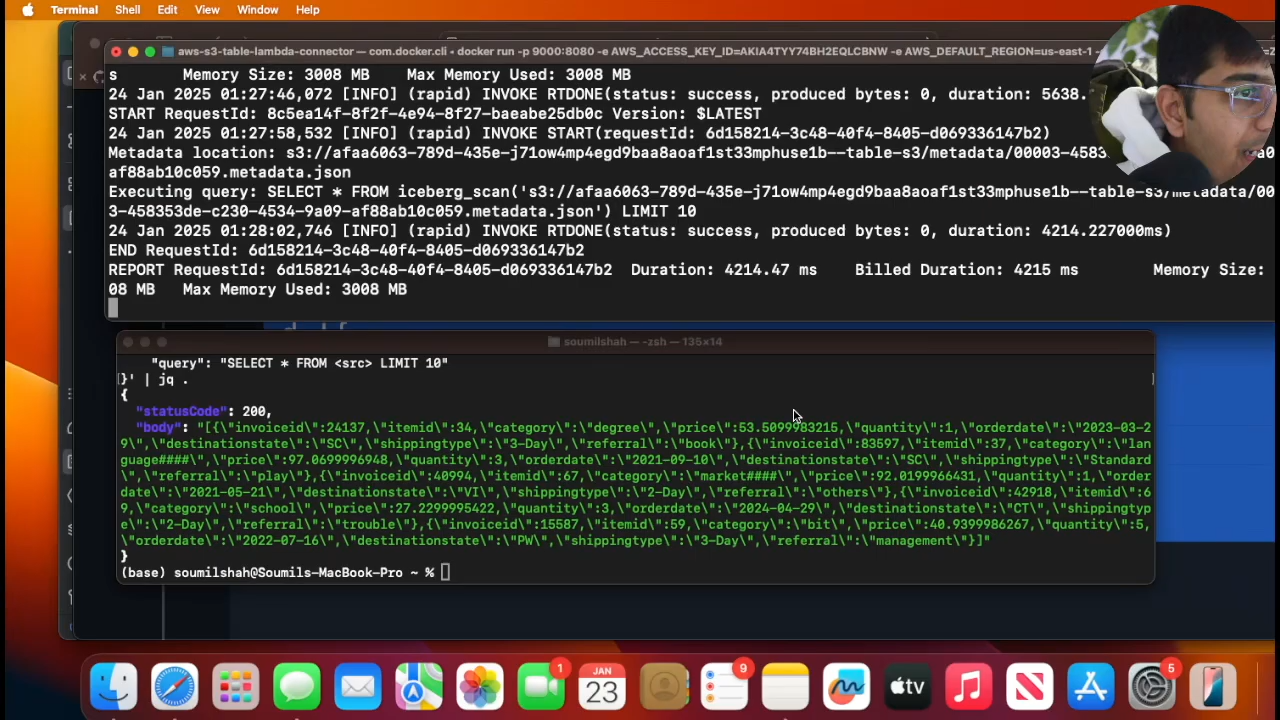 Terminal Shell Edit View Window Help
aws-s3-table-lambda-connector — com.docker.cli • docker run -p 9000:8080 -e AWS_ACCESS_KEY_ID=AKIA4TYY74BH2EQLCBNW -e AWS_DEFAULT_REGION=us-east-1
s Memory Size: 3008 MB Max Memory Used: 3008 MB
24 Jan 2025 01:27:46,072 [INFO] (rapid) INVOKE RTDONE(status: success, produced bytes: 0, duration: 5638.
START RequestId: 8c5ea14f-8f2f-4e94-8f27-baeabe25db0c Version: $LATEST
24 Jan 2025 01:27:58,532 [INFO] (rapid) INVOKE START(requestId: 6d158214-3c48-40f4-8405-d069336147b2)
Metadata location: s3://afaa6063-789d-435e-j71ow4mp4egd9baa8aoaf1st33mphuse1b--table-s3/metadata/00003-4583
af88ab10c059.metadata.json
Executing query: SELECT * FROM iceberg_scan('s3://afaa6063-789d-435e-j71ow4mp4egd9baa8aoaf1st33mphuse1b--table-s3/metadata/00
3-458353de-c230-4534-9a09-af88ab10c059.metadata.json') LIMIT 10
24 Jan 2025 01:28:02,746 [INFO] (rapid) INVOKE RTDONE(status: success, produced bytes: 0, duration: 4214.227000ms)
END RequestId: 6d158214-3c48-40f4-8405-d069336147b2
REPORT RequestId: 6d158214-3c48-40f4-8405-d069336147b2 Duration: 4214.47 ms Billed Duration: 4215 ms Memory Size:
08 MB Max Memory Used: 3008 MB
soumilshah — -zsh — 135×14
"query": "SELECT * FROM <src> LIMIT 10"
}' | jq .
{
"statusCode": 200,
"body": "[{\"invoiceid\":24137,\"itemid\":34,\"category\":\"degree\",\"price\":53.5099983215,\"quantity\":1,\"orderdate\":\"2023-03-2
9\",\"destinationstate\":\"SC\",\"shippingtype\":\"3-Day\",\"referral\":\"book\"},{\"invoiceid\":83597,\"itemid\":37,\"category\":\"lan
guage####\",\"price\":97.0699996948,\"quantity\":3,\"orderdate\":\"2021-09-10\",\"destinationstate\":\"SC\",\"shippingtype\":\"Standard
\",\"referral\":\"play\"},{\"invoiceid\":40994,\"itemid\":67,\"category\":\"market####\",\"price\":92.0199966431,\"quantity\":1,\"order
date\":\"2021-05-21\",\"destinationstate\":\"VI\",\"shippingtype\":\"2-Day\",\"referral\":\"others\"},{\"invoiceid\":42918,\"itemid\":6
9,\"category\":\"school\",\"price\":27.2299995422,\"quantity\":3,\"orderdate\":\"2024-04-29\",\"destinationstate\":\"CT\",\"shippingtyp
e\":\"2-Day\",\"referral\":\"trouble\"},{\"invoiceid\":15587,\"itemid\":59,\"category\":\"bit\",\"price\":40.9399986267,\"quantity\":5,
\"orderdate\":\"2022-07-16\",\"destinationstate\":\"PW\",\"shippingtype\":\"3-Day\",\"referral\":\"management\"}]"
}
(base) soumilshah@Soumils-MacBook-Pro ~ %
1
JAN
23
9
tv
5